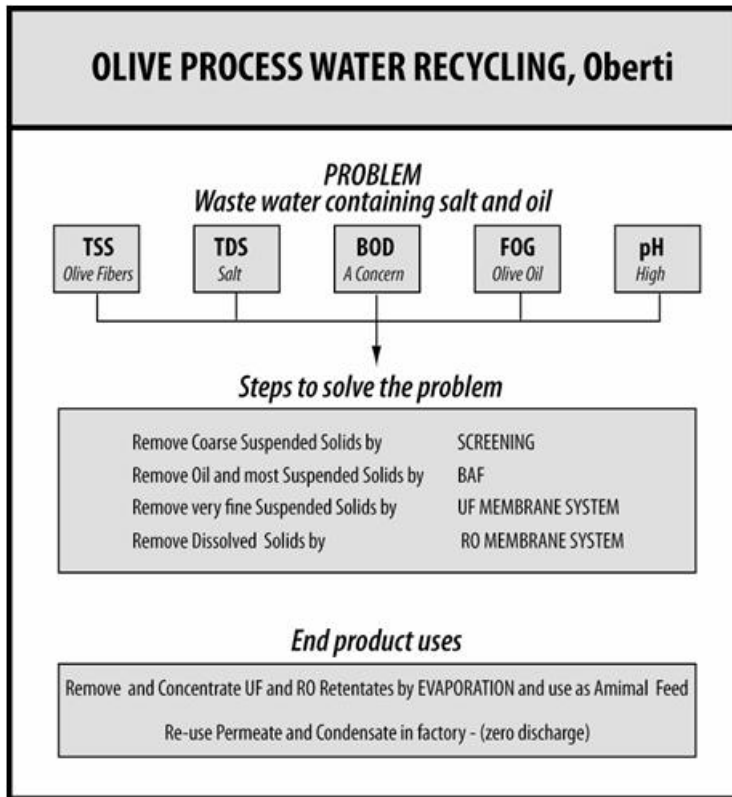 OLIVE PROCESS WATER RECYCLING, Oberti
PROBLEM
Waste water containing salt and oil
TSS
Olive Fibers
TDS
Salt
BOD
A Concern
FOG
Olive Oil
pH
High
Steps to solve the problem
Remove Coarse Suspended Solids by SCREENING
Remove Oil and most Suspended Solids by BAF
Remove very fine Suspended Solids by UF MEMBRANE SYSTEM
Remove Dissolved Solids by RO MEMBRANE SYSTEM
End product uses
Remove and Concentrate UF and RO Retentates by EVAPORATION and use as Amimal Feed
Re-use Permeate and Condensate in factory - (zero discharge)